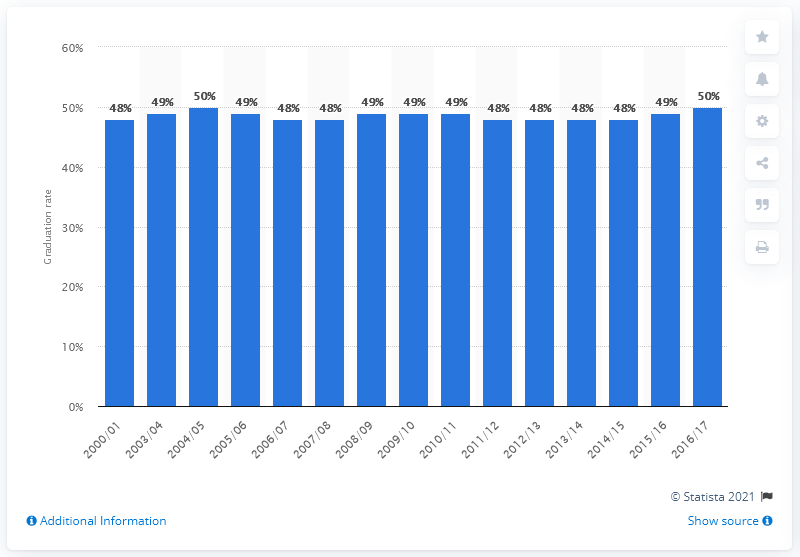 60%
50%
40%
30%
20%
10%
0%
Graduation rate
48% 49% 50% 49% 48% 48% 49% 49% 49% 48% 48% 48% 48% 49% 50%
2000/01 2003/04 2004/05 2005/06 2006/07 2007/08 2008/09 2009/10 2010/11 2011/12 2012/13 2013/14 2014/15 2015/16 2016/17
© Statista 2021
Additional Information
Show source